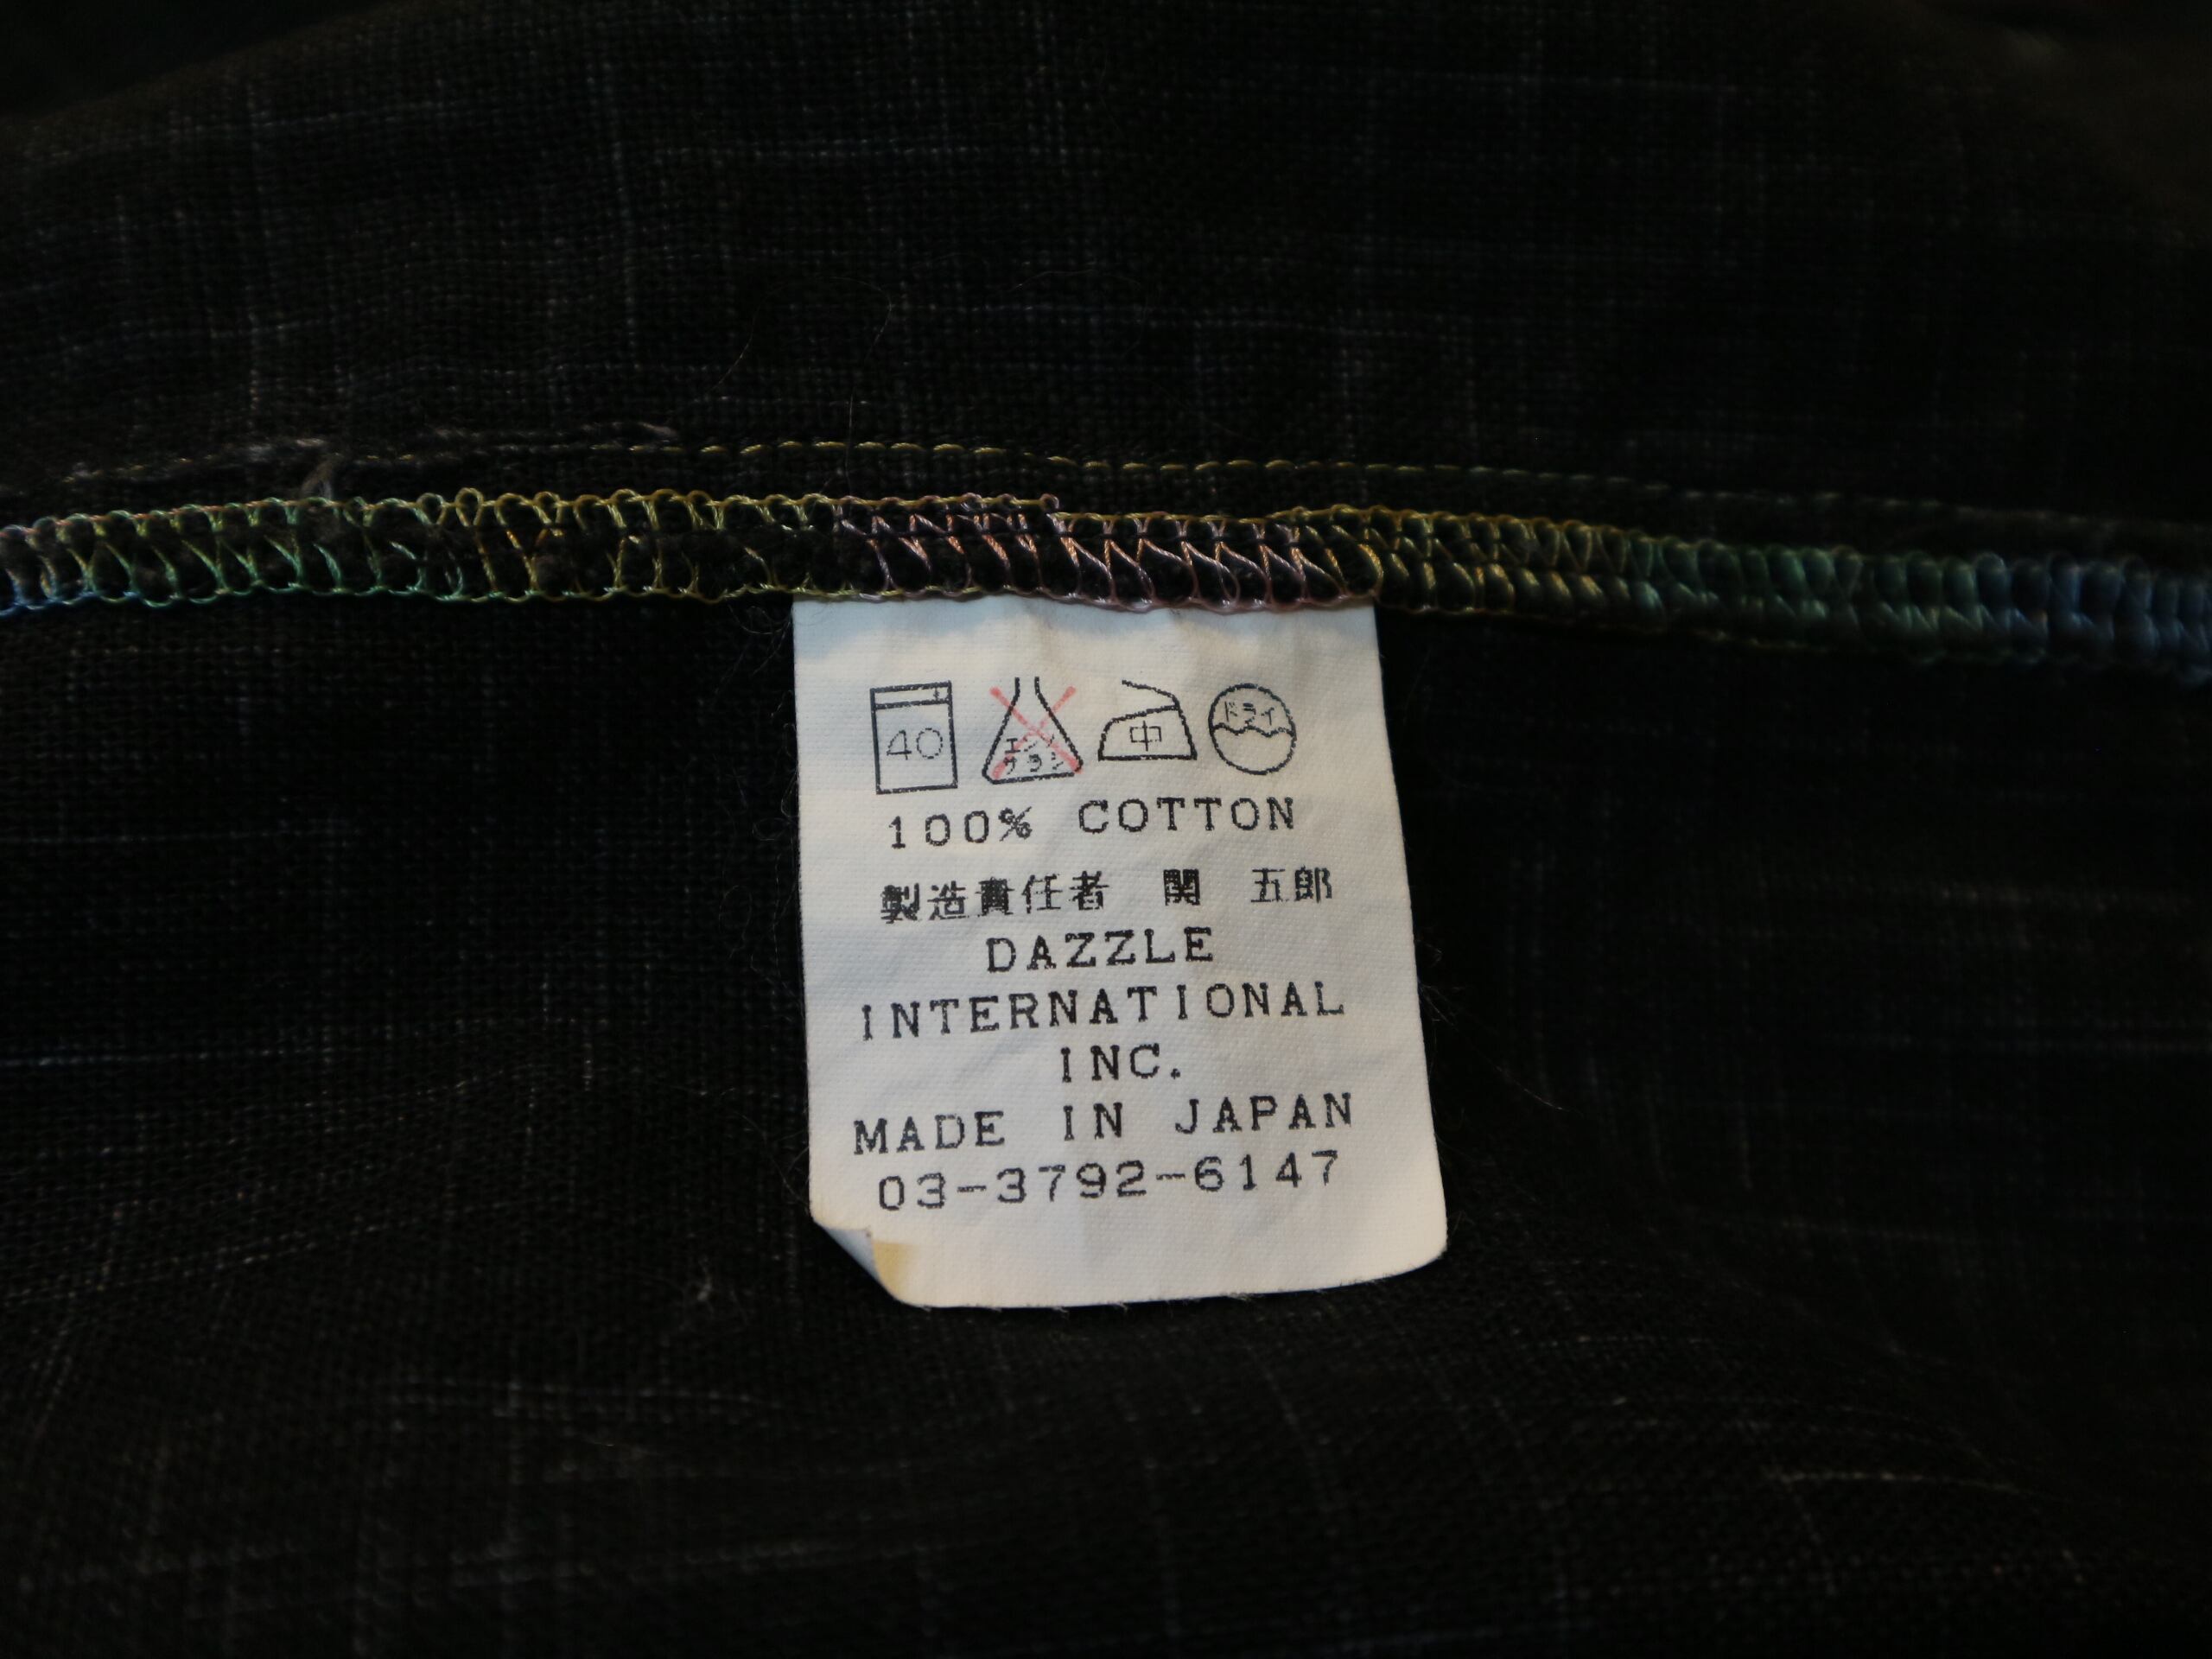 40 エンソ サラシ 中 ドライ
100% COTTON
製造責任者 関 五郎
DAZZLE
INTERNATIONAL
INC.
MADE IN JAPAN
03-3792-6147